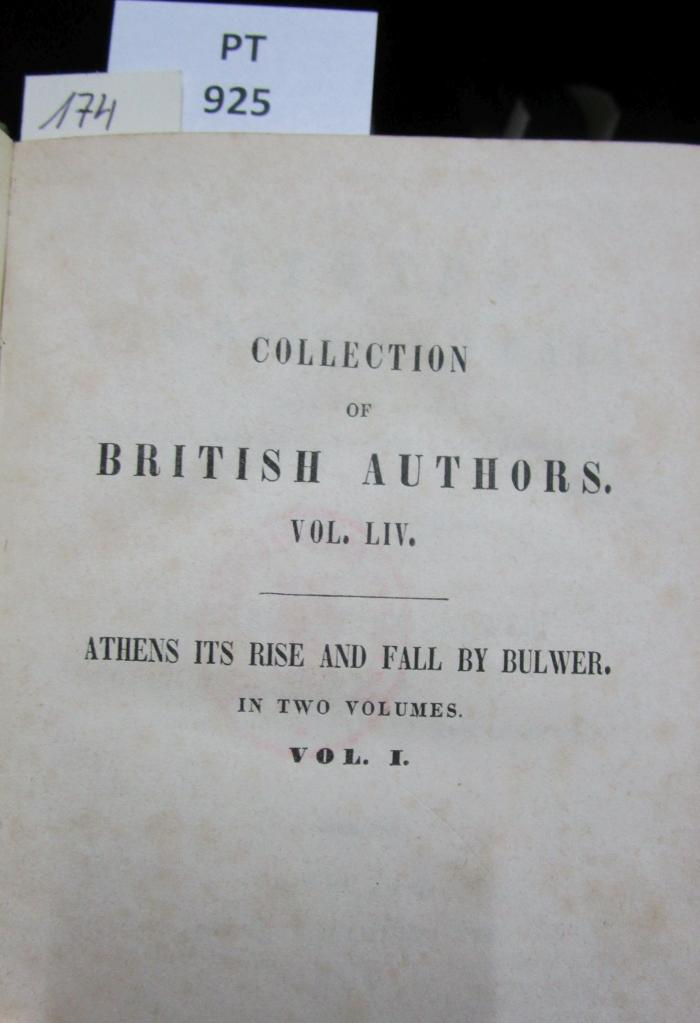 PT
925
174
COLLECTION
OF
BRITISH AUTHORS.
VOL. LIV.
ATHENS ITS RISE AND FALL BY BULWER.
IN TWO VOLUMES.
VOL. I.